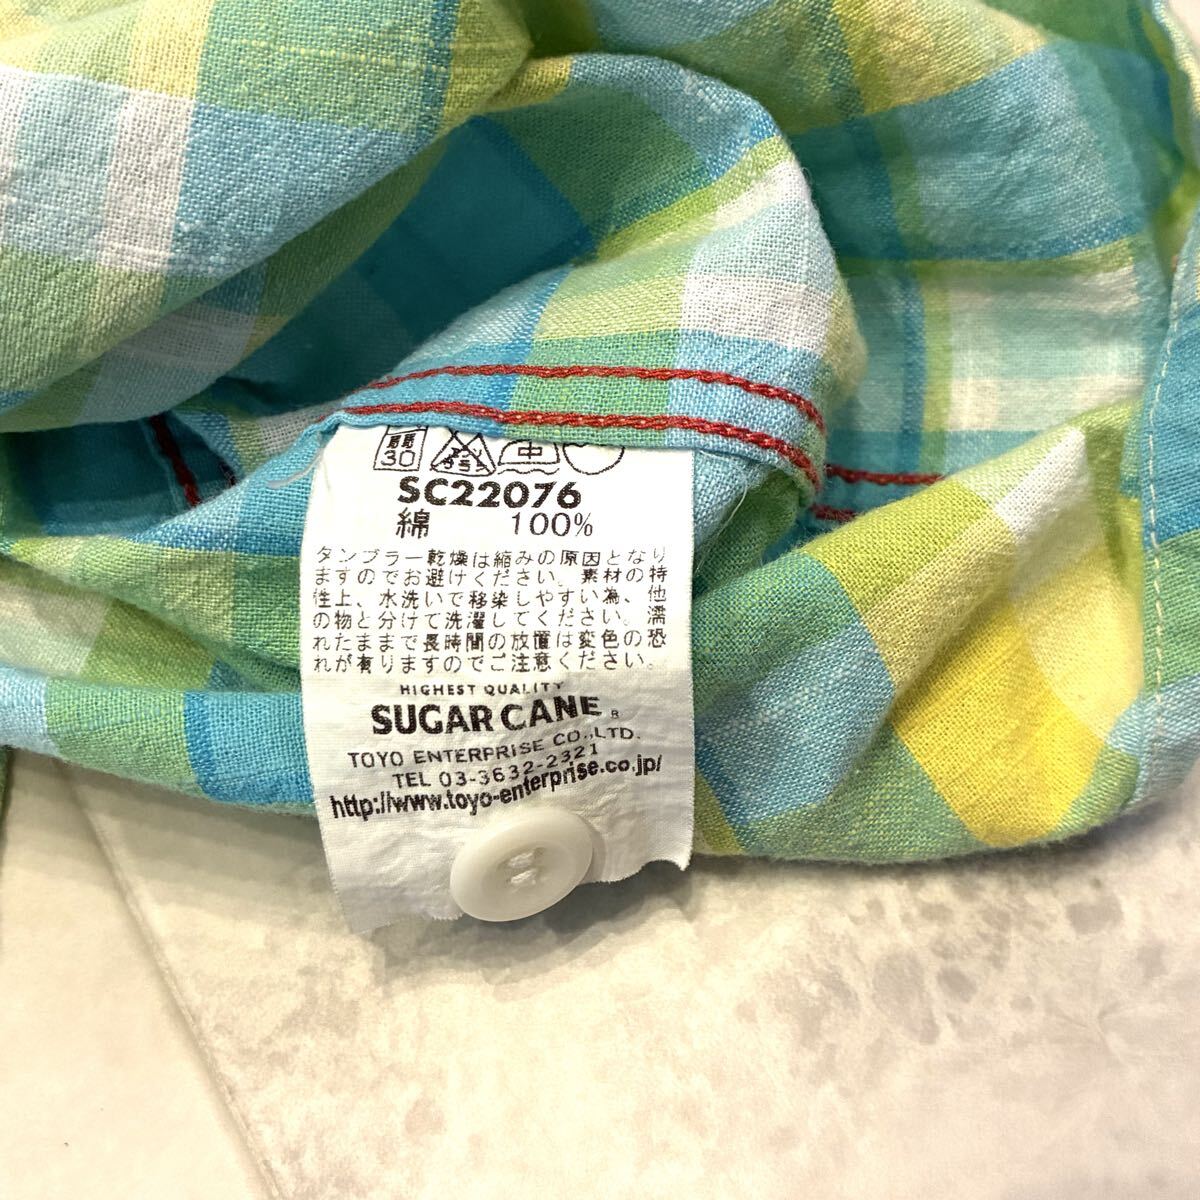 30
中
SC22076
綿 100%
タンブラー乾燥は縮みの原因となり
ますのでお避けください。素材の特
性上、水洗いで移染しやすい為、他
の物と分けて洗濯してください。濡
れたままで長時間の放置は変色の恐
れが有りますのでご注意ください。
HIGHEST QUALITY
SUGAR CANE ®
TOYO ENTERPRISE CO.,LTD.
TEL 03-3632-2321
http://www.toyo-enterprise.co.jp/